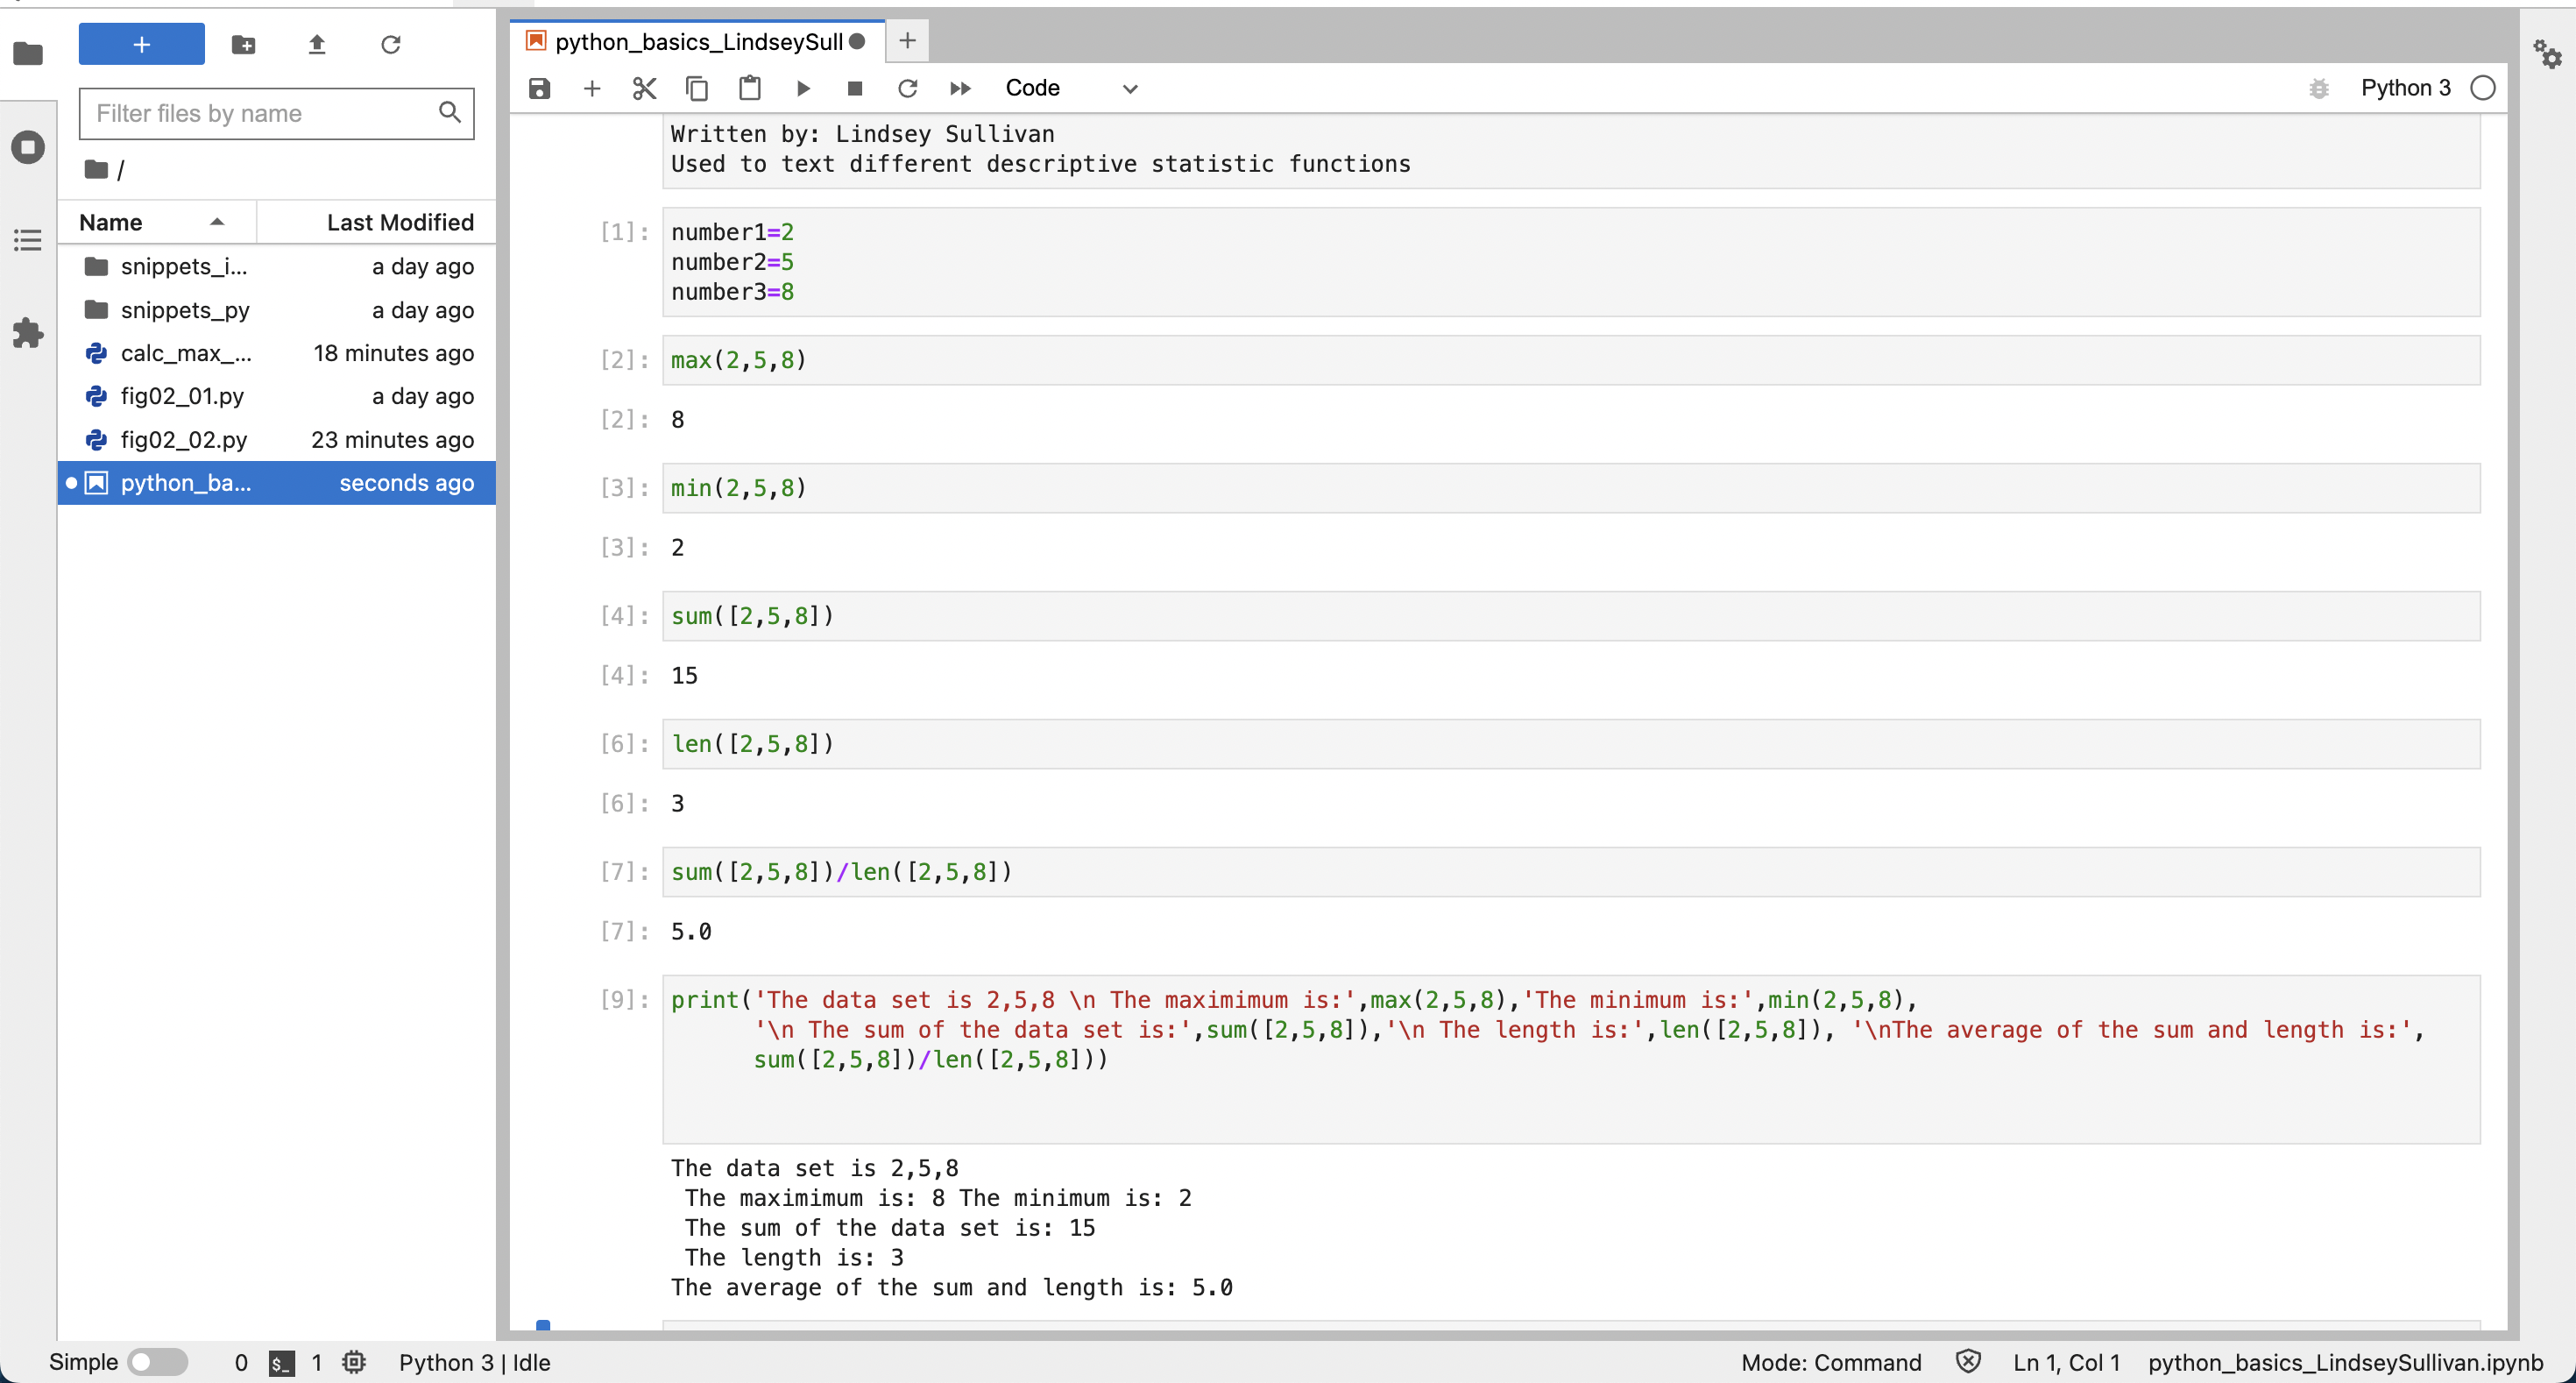 +
Filter files by name
/
Name Last Modified
snippets_i... a day ago
snippets_py a day ago
calc_max_... 18 minutes ago
fig02_01.py a day ago
fig02_02.py 23 minutes ago
python_ba... seconds ago
python_basics_LindseySull
Code
Python 3
Written by: Lindsey Sullivan
Used to text different descriptive statistic functions
[1]: number1=2
number2=5
number3=8
[2]: max(2,5,8)
[2]: 8
[3]: min(2,5,8)
[3]: 2
[4]: sum([2,5,8])
[4]: 15
[6]: len([2,5,8])
[6]: 3
[7]: sum([2,5,8])/len([2,5,8])
[7]: 5.0
[9]: print('The data set is 2,5,8 \n The maximimum is:',max(2,5,8),'The minimum is:',min(2,5,8),
'\n The sum of the data set is:',sum([2,5,8]),'\n The length is:',len([2,5,8]), '\nThe average of the sum and length is:',
sum([2,5,8])/len([2,5,8]))
The data set is 2,5,8
The maximimum is: 8 The minimum is: 2
The sum of the data set is: 15
The length is: 3
The average of the sum and length is: 5.0
Simple 0 $_ 1 Python 3 | Idle Mode: Command Ln 1, Col 1 python_basics_LindseySullivan.ipynb